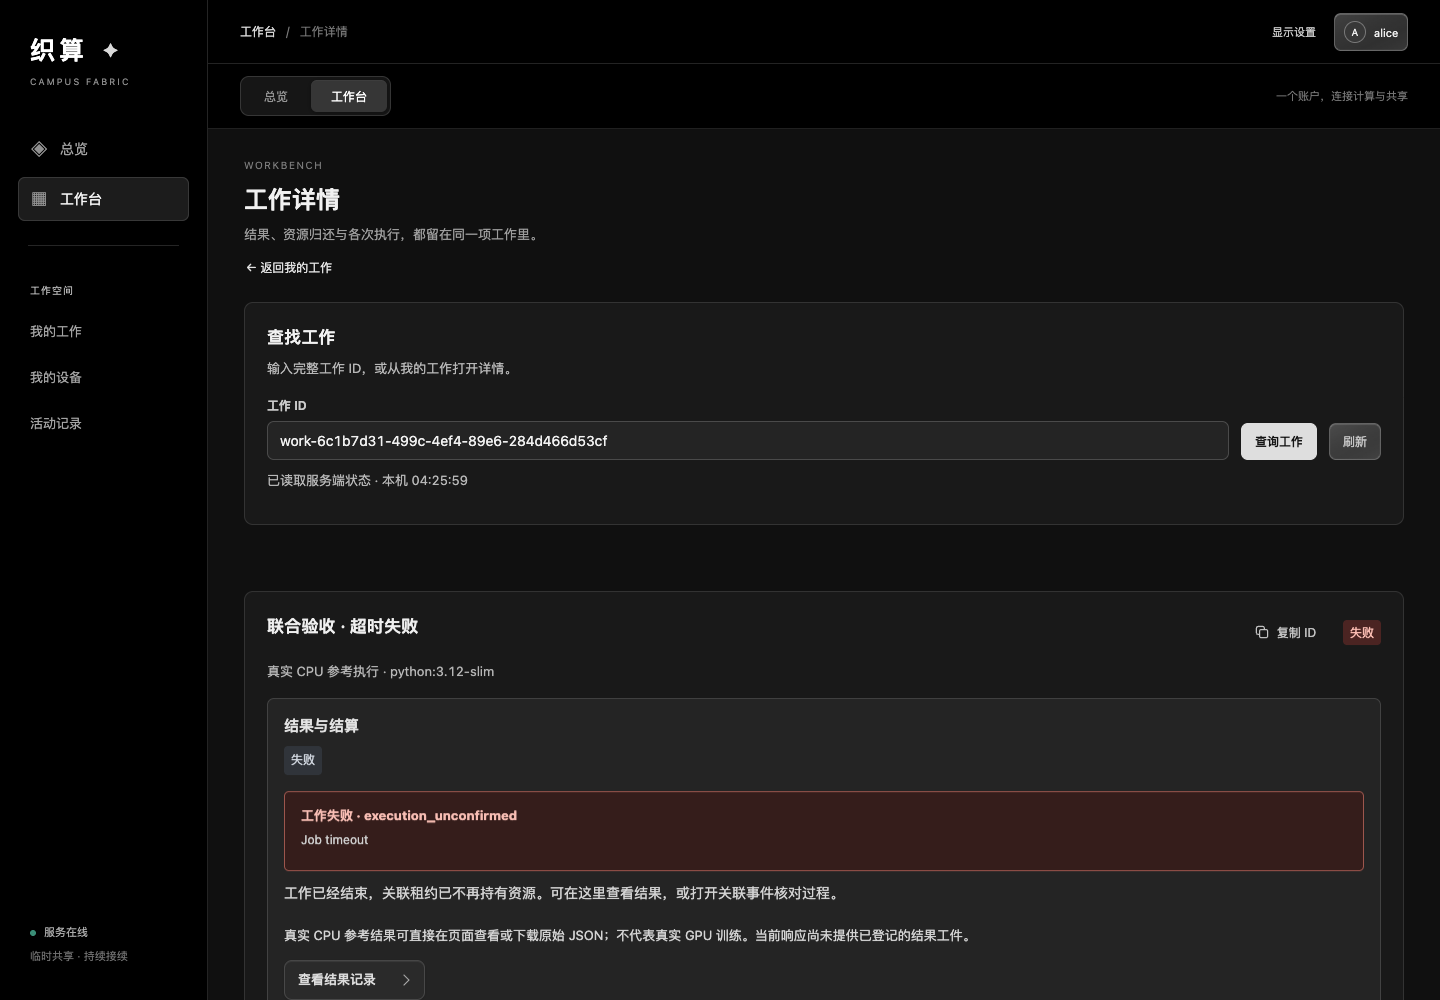 织算
CAMPUS FABRIC
总览
工作台
工作空间
我的工作
我的设备
活动记录
服务在线
临时共享 · 持续接续
工作台 / 工作详情
显示设置
A alice
总览 工作台
一个账户，连接计算与共享
WORKBENCH
工作详情
结果、资源归还与各次执行，都留在同一项工作里。
← 返回我的工作
查找工作
输入完整工作 ID，或从我的工作打开详情。
工作 ID
work-6c1b7d31-499c-4ef4-89e6-284d466d53cf
查询工作
刷新
已读取服务端状态 · 本机 04:25:59
联合验收 · 超时失败
复制 ID
失败
真实 CPU 参考执行 · python:3.12-slim
结果与结算
失败
工作失败 · execution_unconfirmed
Job timeout
工作已经结束，关联租约已不再持有资源。可在这里查看结果，或打开关联事件核对过程。
真实 CPU 参考结果可直接在页面查看或下载原始 JSON；不代表真实 GPU 训练。当前响应尚未提供已登记的结果工件。
查看结果记录